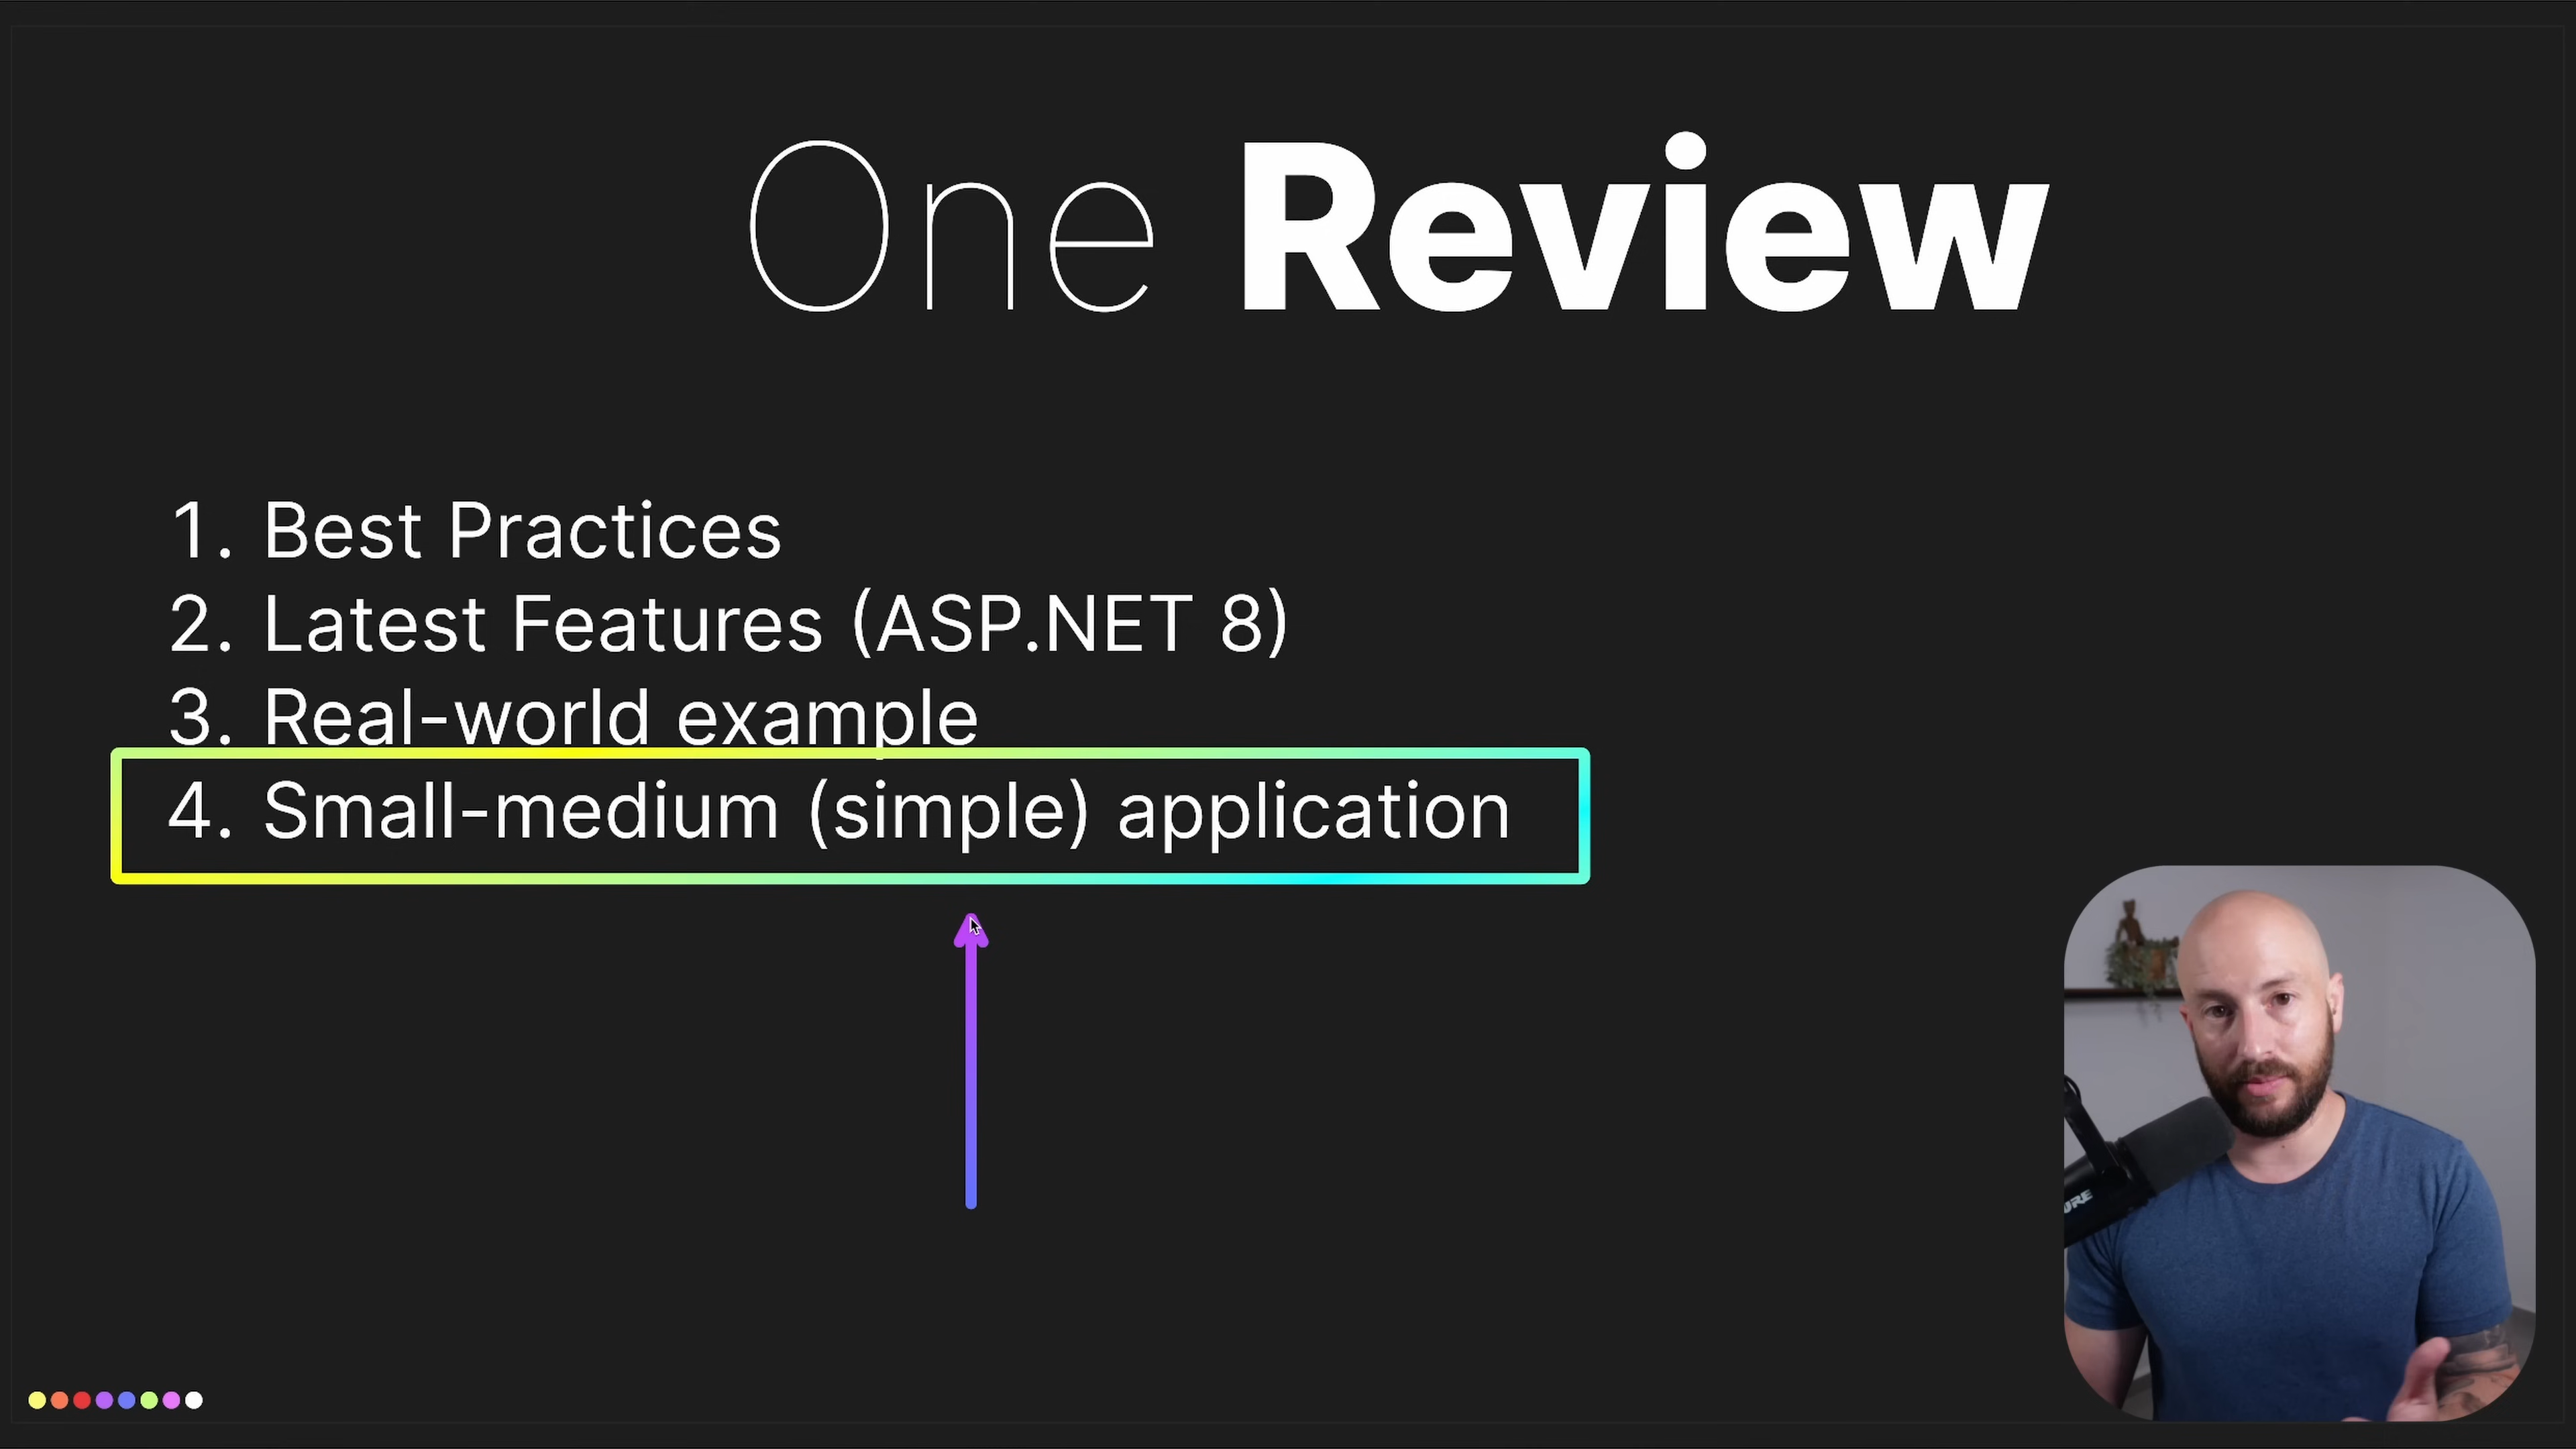 One Review
1. Best Practices
2. Latest Features (ASP.NET 8)
3. Real-world example
4. Small-medium (simple) application